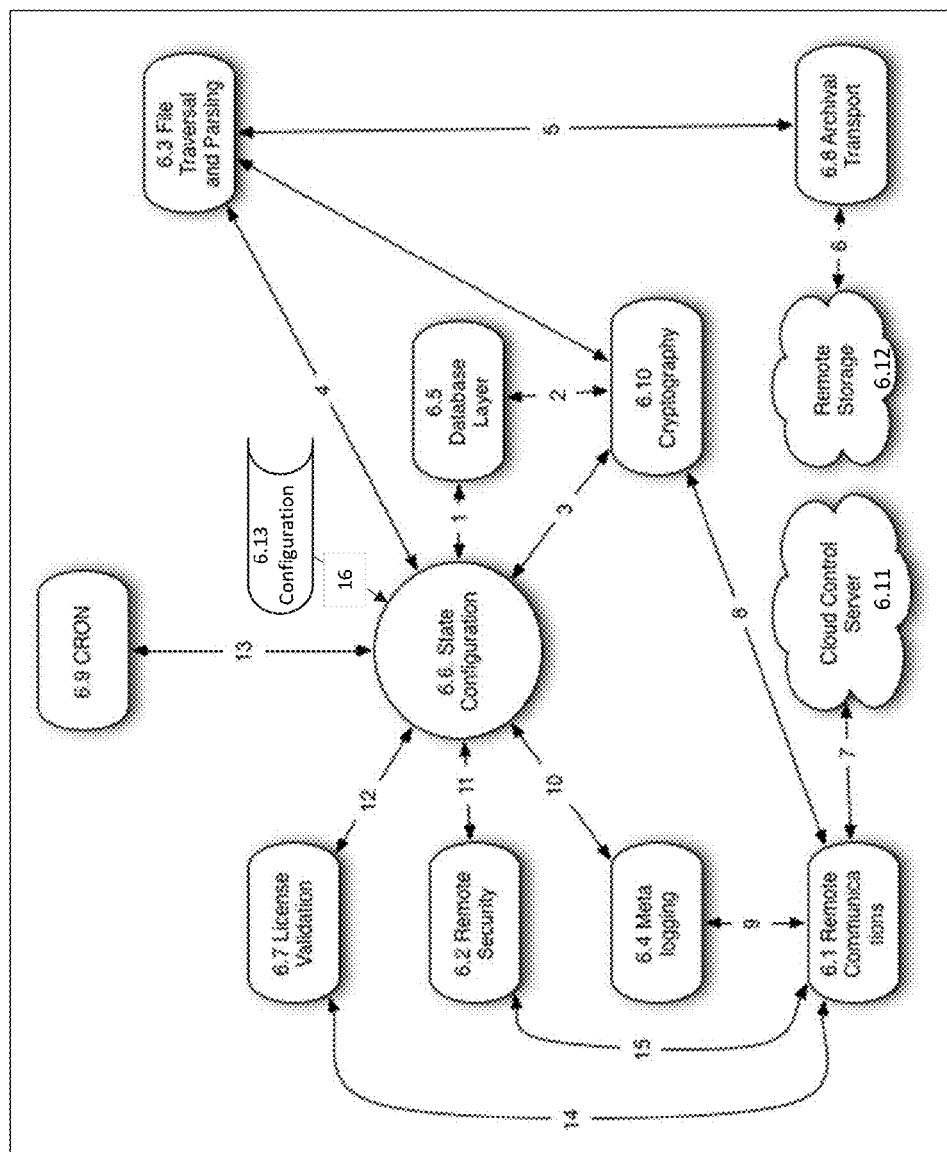 14
15
6.1 Remote
Communica
tions
9
6.4 Meta
logging
6.2 Remote
Security
6.7 License
Validation
7
10
11
12
Cloud Control
Server
6.11
8
6.6. State
Configuration
13
6.9 CRON
16
6.13
Configuration
3
1
Remote
Storage
6.12
6.10
Cryptography
2
6.5
Database
Layer
4
6
6.8 Archival
Transport
5
6.3 File
Traversal
and Parsing